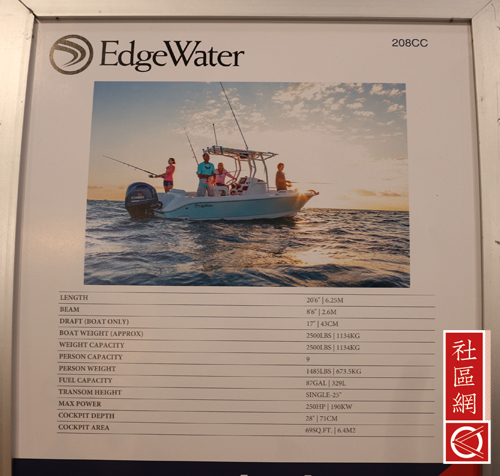 EdgeWater
208CC
LENGTH 20'6" | 6.25M
BEAM 8'6" | 2.6M
DRAFT (BOAT ONLY) 17" | 43CM
BOAT WEIGHT (APPROX) 2500LBS | 1134KG
WEIGHT CAPACITY 2500LBS | 1134KG
PERSON CAPACITY 9
PERSON WEIGHT 1485LBS | 673.5KG
FUEL CAPACITY 87GAL | 328L
TRANSOM HEIGHT SINGLE-25"
MAX POWER 250HP | 190KW
COCKPIT DEPTH 28" | 71CM
COCKPIT AREA 69SQ.FT. | 6.4M2
社區網